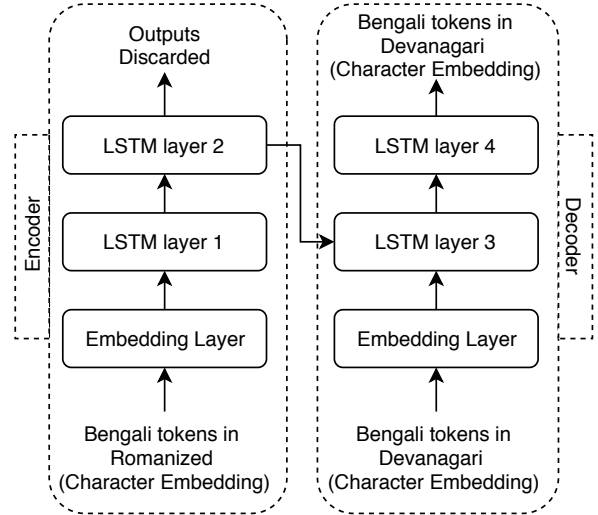 Outputs
Discarded
LSTM layer 2
LSTM layer 1
Embedding Layer
Bengali tokens in
Romanized
(Character Embedding)
Encoder
Bengali tokens in
Devanagari
(Character Embedding)
LSTM layer 4
LSTM layer 3
Embedding Layer
Bengali tokens in
Devanagari
(Character Embedding)
Decoder